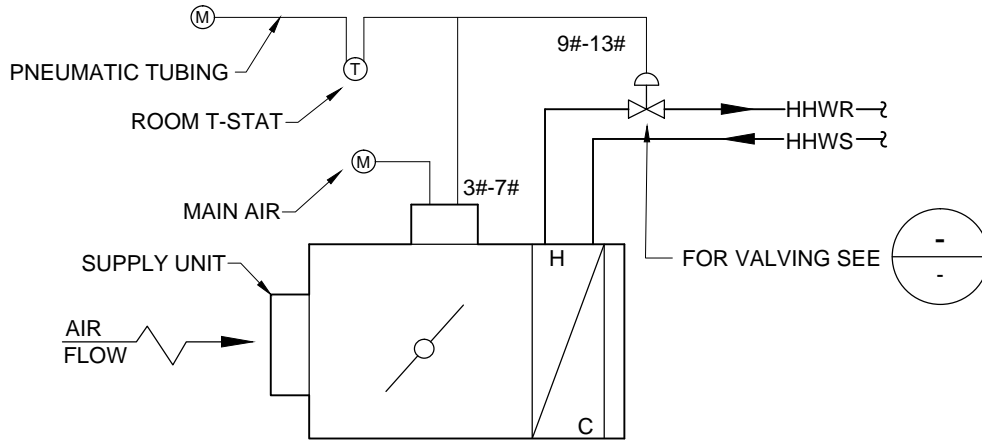 M
9#-13#
PNEUMATIC TUBING
T
ROOM T-STAT
HHWR
HHWS
M
3#-7#
MAIN AIR
-
H
SUPPLY UNIT
FOR VALVING SEE
-
AIR
FLOW
C